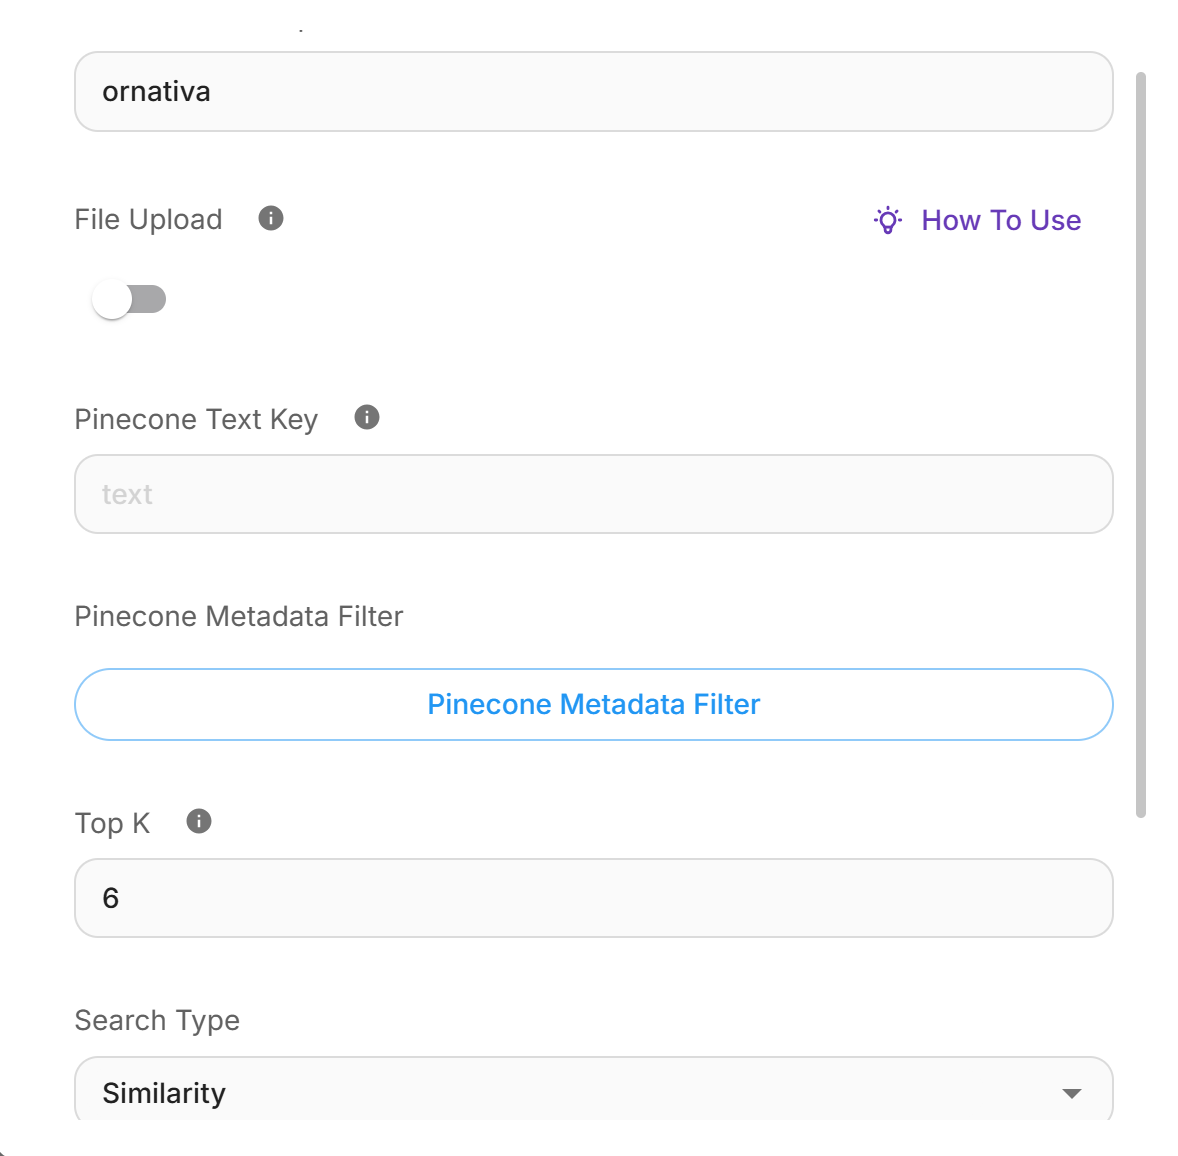 ornativa
File Upload
How To Use
Pinecone Text Key
text
Pinecone Metadata Filter
Pinecone Metadata Filter
Top K
6
Search Type
Similarity